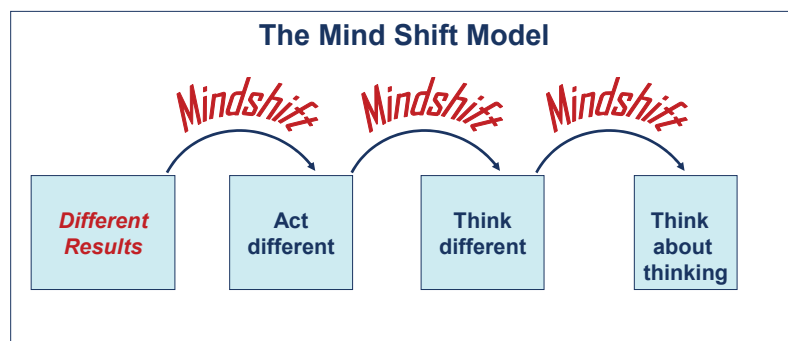 The Mind Shift Model
Mindshift
Mindshift
Mindshift
Different
Results
Act
different
Think
different
Think
about
thinking